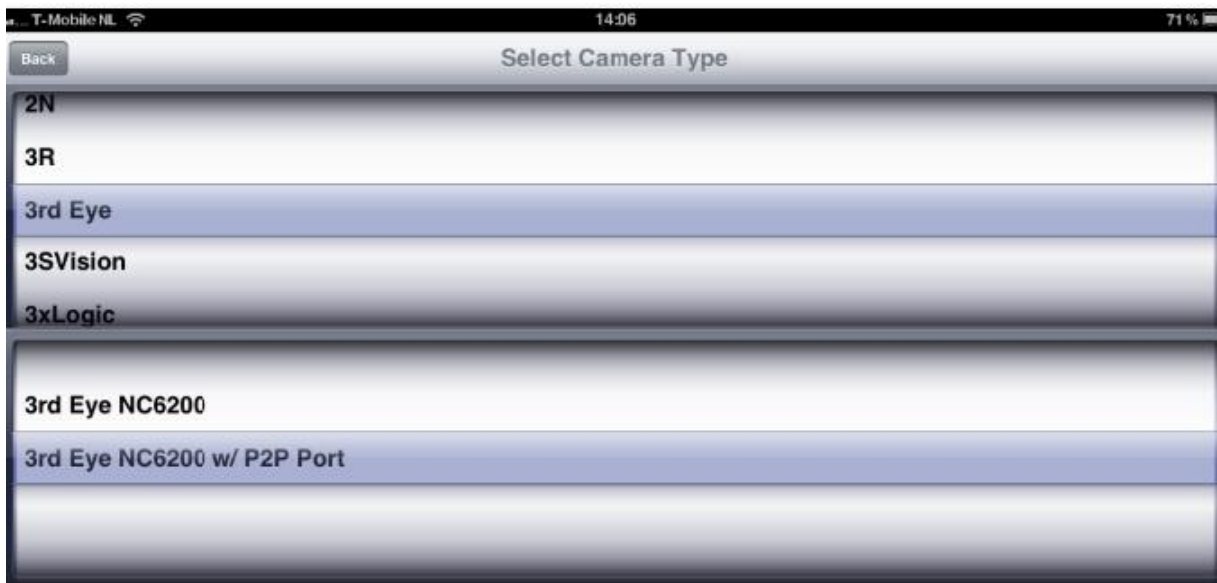 T-Mobile NL 14:06 71%
Back Select Camera Type
2N
3R
3rd Eye
3SVision
3xLogic
3rd Eye NC6200
3rd Eye NC6200 w/ P2P Port